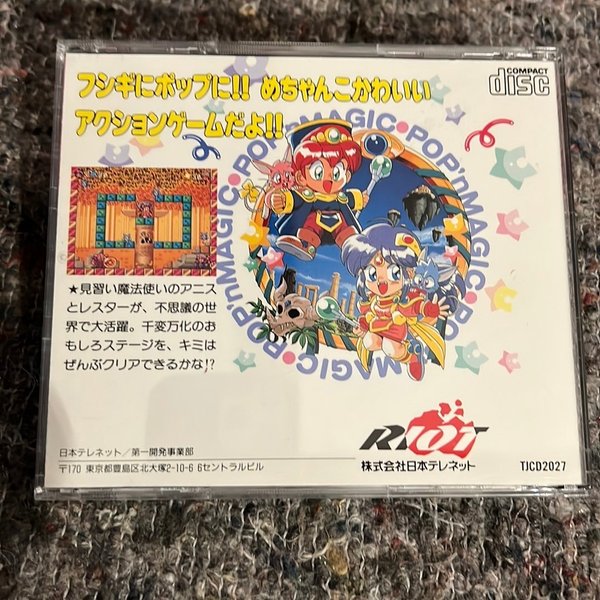 フシギにポップに!! めちゃんこかわいい
アクションゲームだよ!!
COMPACT
disc
POP'nMAGIC•POP'nMAGIC•POP'nMAGIC•POP'nMAGIC•
★見習い魔法使いのアニス
とレスターが、不思議の世
界で大活躍。千変万化のお
もしろステージを、キミは
ぜんぶクリアできるかな!?
RIOT
日本テレネット／第一開発事業部
〒170 東京都豊島区北大塚2-10-6 6セントラルビル
株式会社日本テレネット
TJCD2027